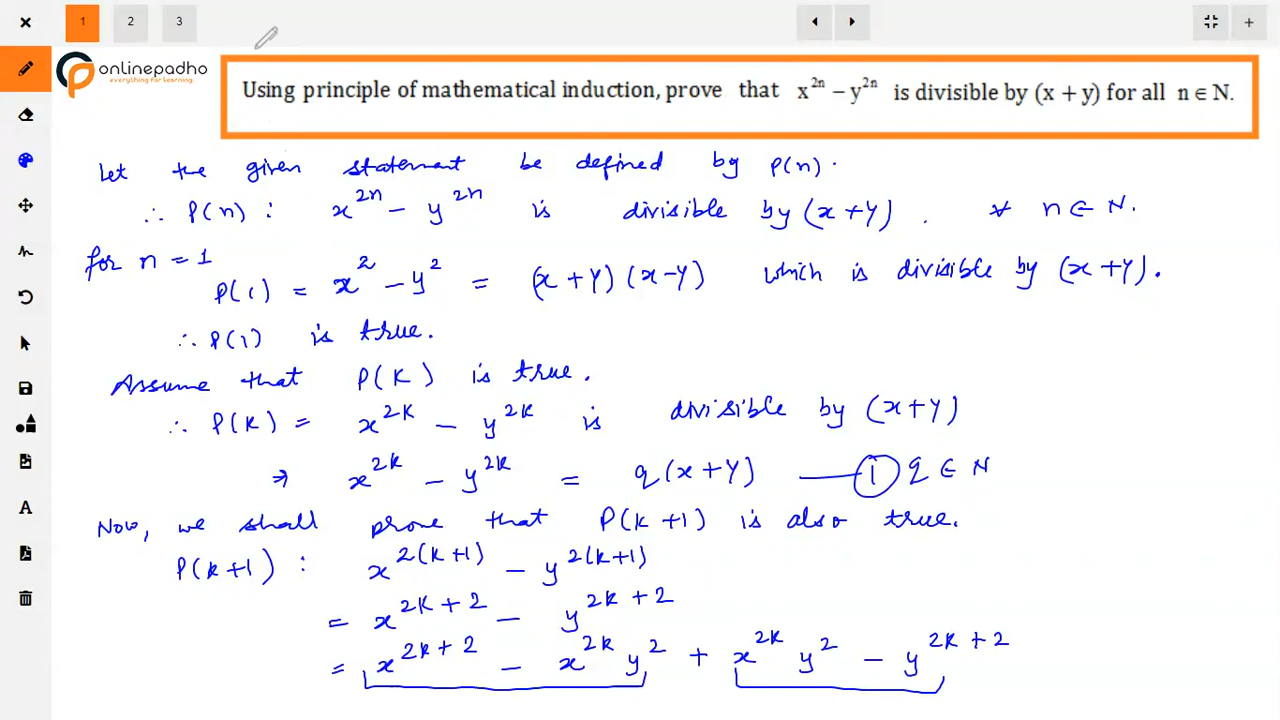 1 2 3
onlinepadho
everything for learning
Using principle of mathematical induction, prove that x^{2n} − y^{2n} is divisible by (x + y) for all n ∈ N.
Let the given statement be defined by P(n).
∴ P(n) : x^{2n} − y^{2n} is divisible by (x+y) . ∀ n ∈ N.
for n = 1
P(1) = x^2 − y^2 = (x+y)(x−y) which is divisible by (x+y).
∴ P(1) is true.
Assume that P(K) is true.
∴ P(K) = x^{2K} − y^{2K} is divisible by (x+y)
⇒ x^{2K} − y^{2K} = q(x+y) —— ① q ∈ N
Now, we shall prove that P(K+1) is also true.
P(K+1) : x^{2(K+1)} − y^{2(K+1)}
= x^{2K+2} − y^{2K+2}
= x^{2K+2} − x^{2K} y^2 + x^{2K} y^2 − y^{2K+2}